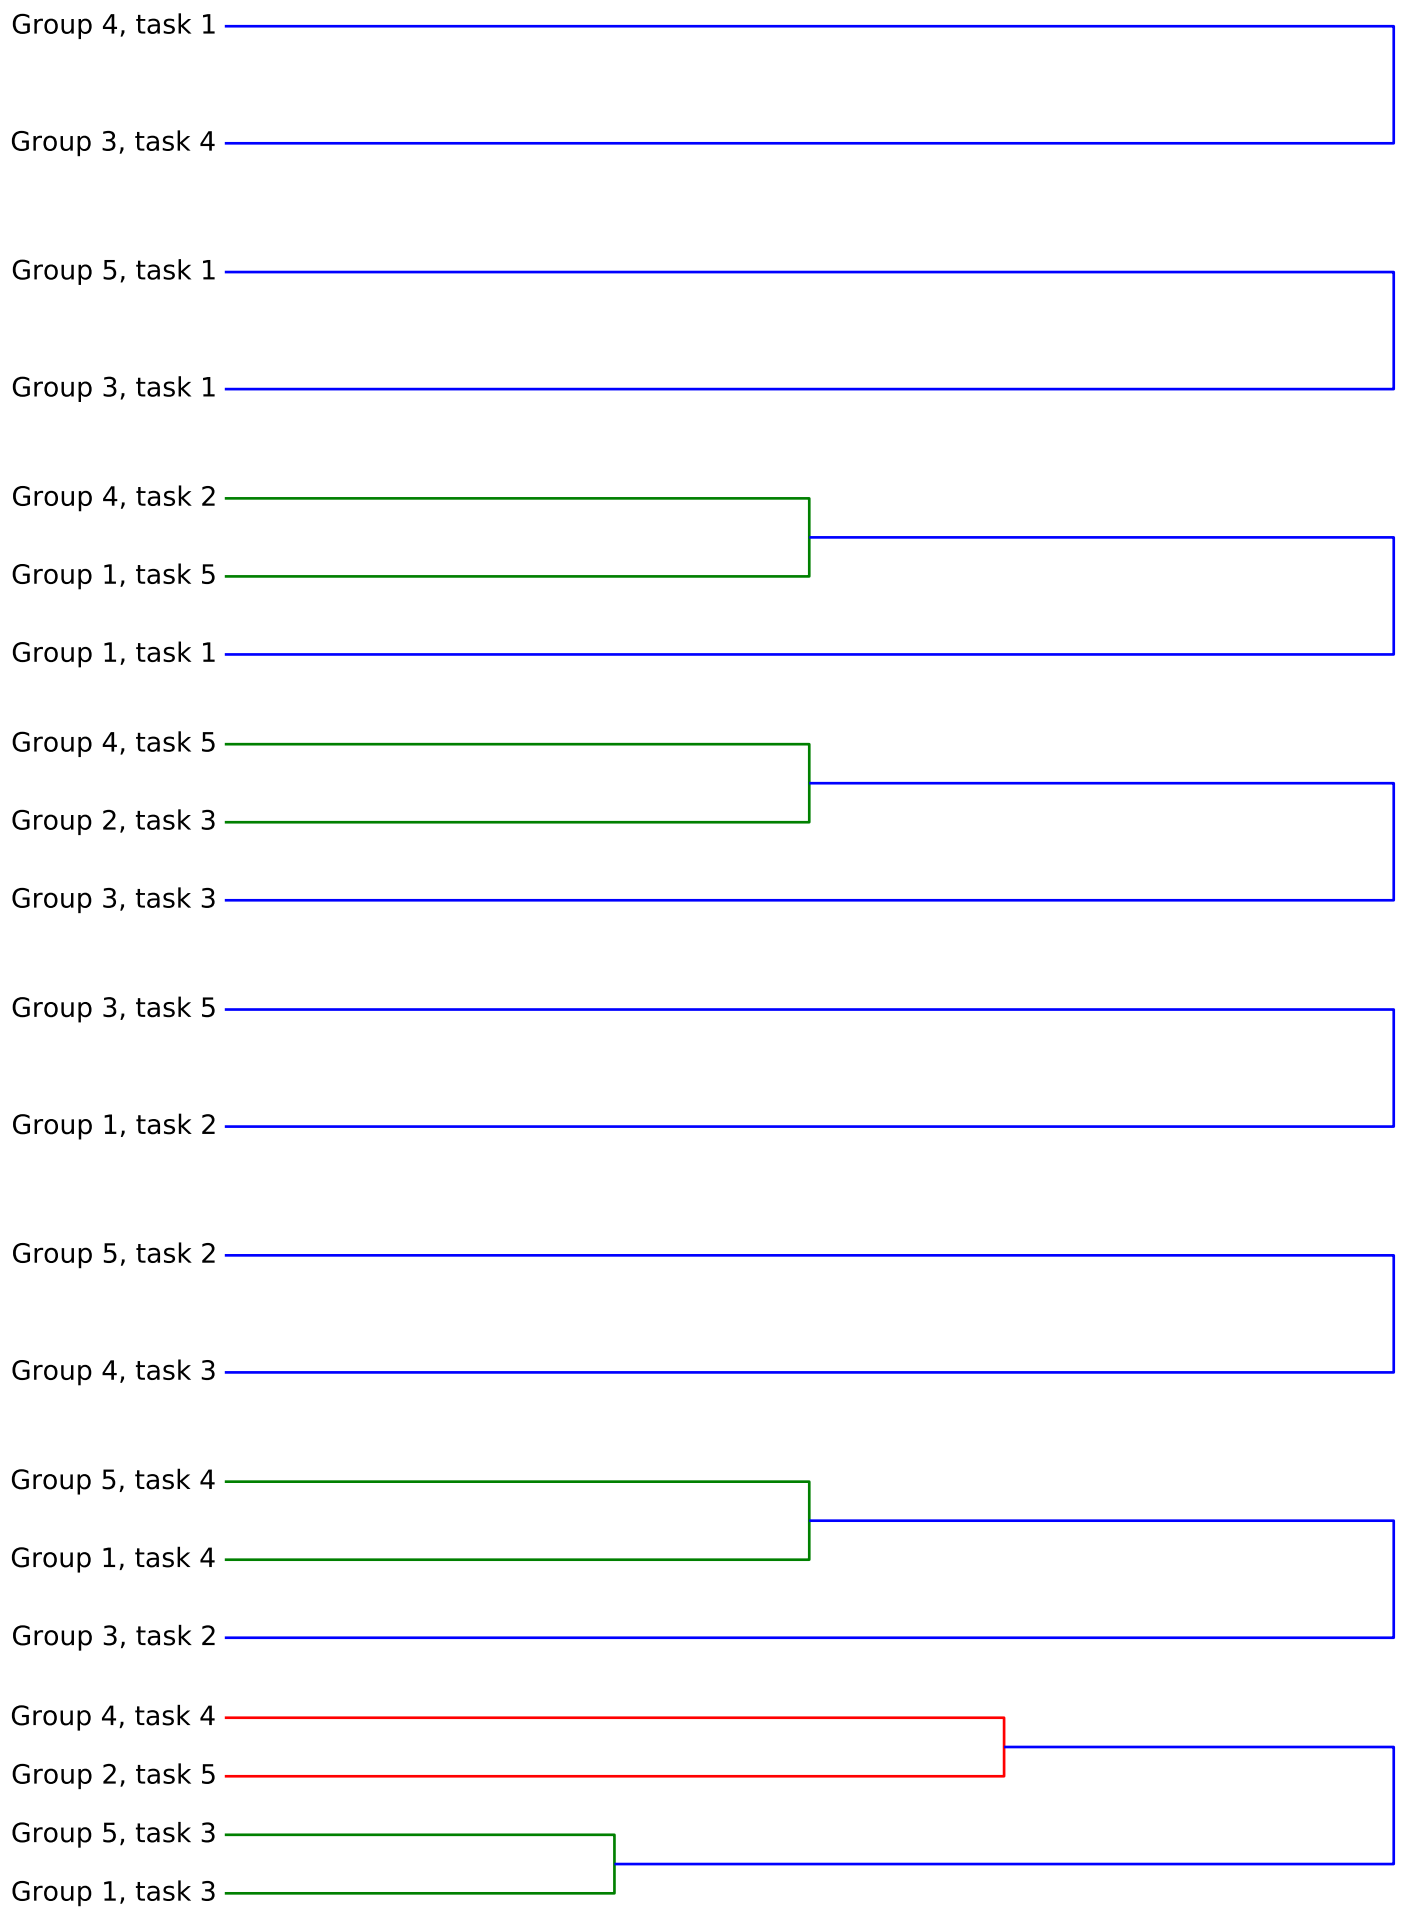 Group 4, task 1
Group 3, task 4
Group 5, task 1
Group 3, task 1
Group 4, task 2
Group 1, task 5
Group 1, task 1
Group 4, task 5
Group 2, task 3
Group 3, task 3
Group 3, task 5
Group 1, task 2
Group 5, task 2
Group 4, task 3
Group 5, task 4
Group 1, task 4
Group 3, task 2
Group 4, task 4
Group 2, task 5
Group 5, task 3
Group 1, task 3